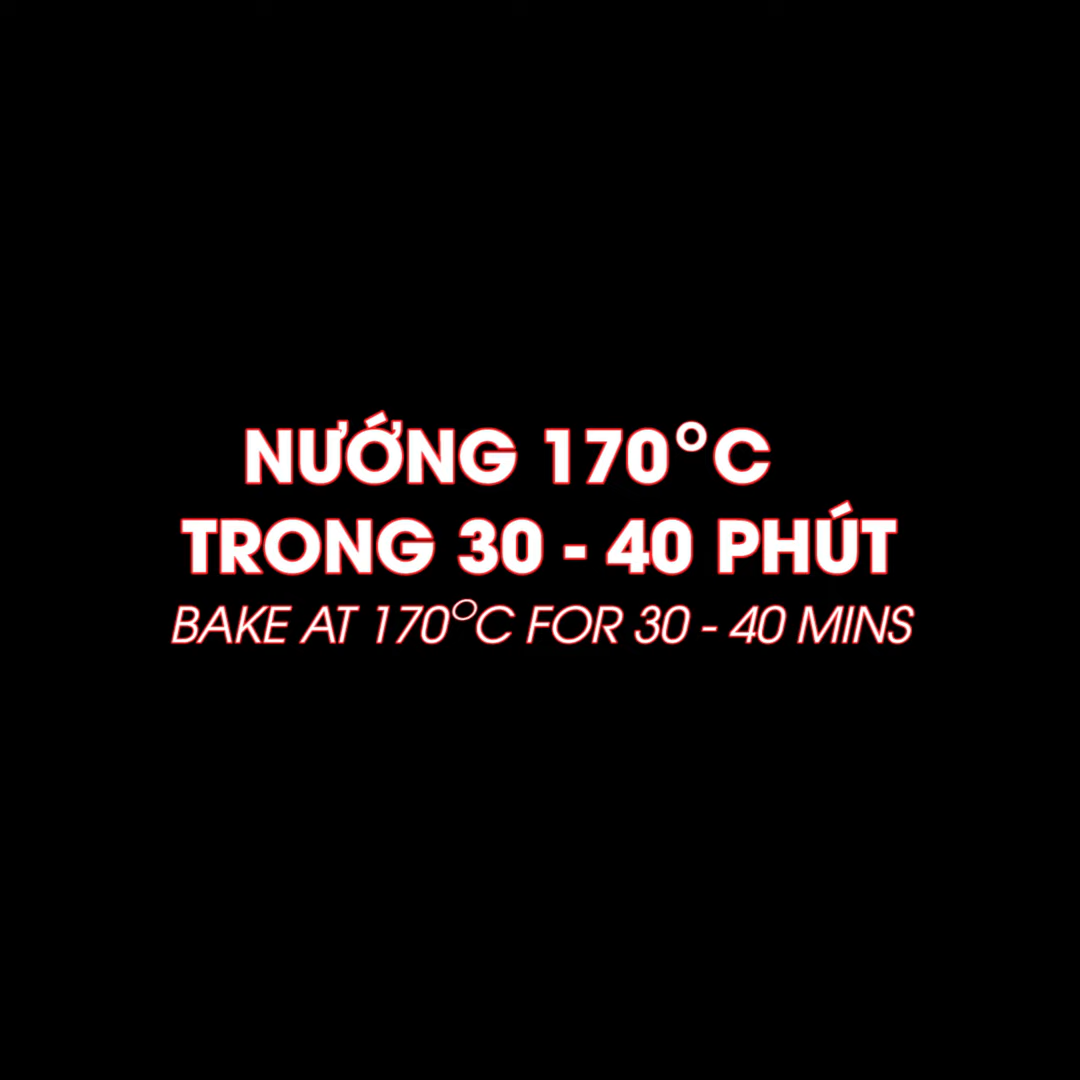 NƯỚNG 170°C
TRONG 30 - 40 PHÚT
BAKE AT 170°C FOR 30 - 40 MINS